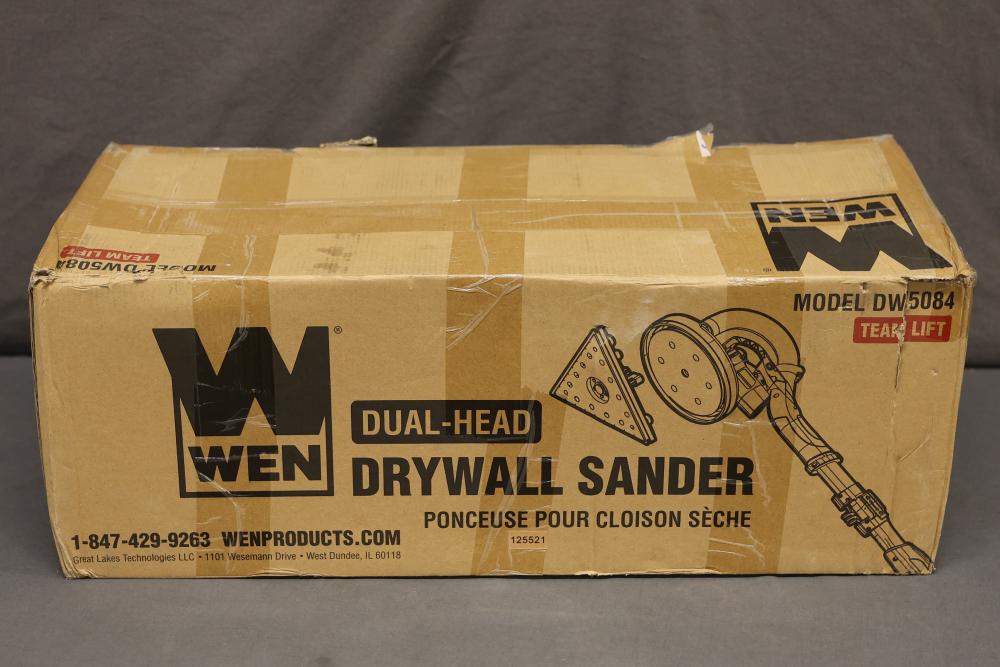 WEN
MODEL DW5084
TEAM LIFT
MODEL DW5084
TEAM LIFT
W
WEN
®
DUAL-HEAD
DRYWALL SANDER
PONCEUSE POUR CLOISON SÈCHE
1-847-429-9263 WENPRODUCTS.COM
125521
Great Lakes Technologies LLC • 1101 Wesemann Drive • West Dundee, IL 60118